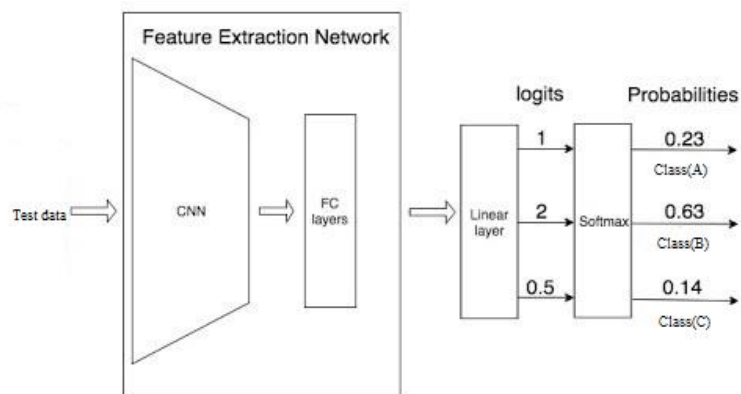 Feature Extraction Network
logits
Probabilities
1
0.23
Class(A)
Test data
CNN
FC
layers
Linear
layer
2
Softmax
0.63
Class(B)
0.5
0.14
Class(C)